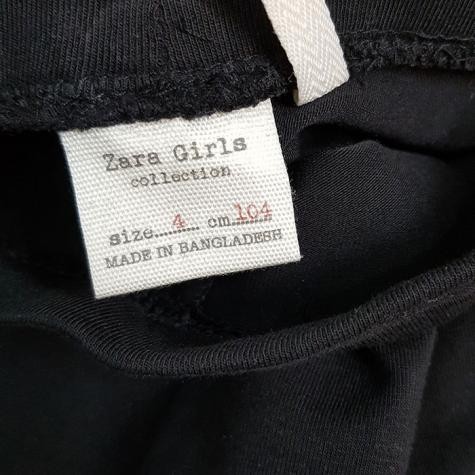 Zara Girls
collection
size....4.... cm.104
MADE IN BANGLADESH